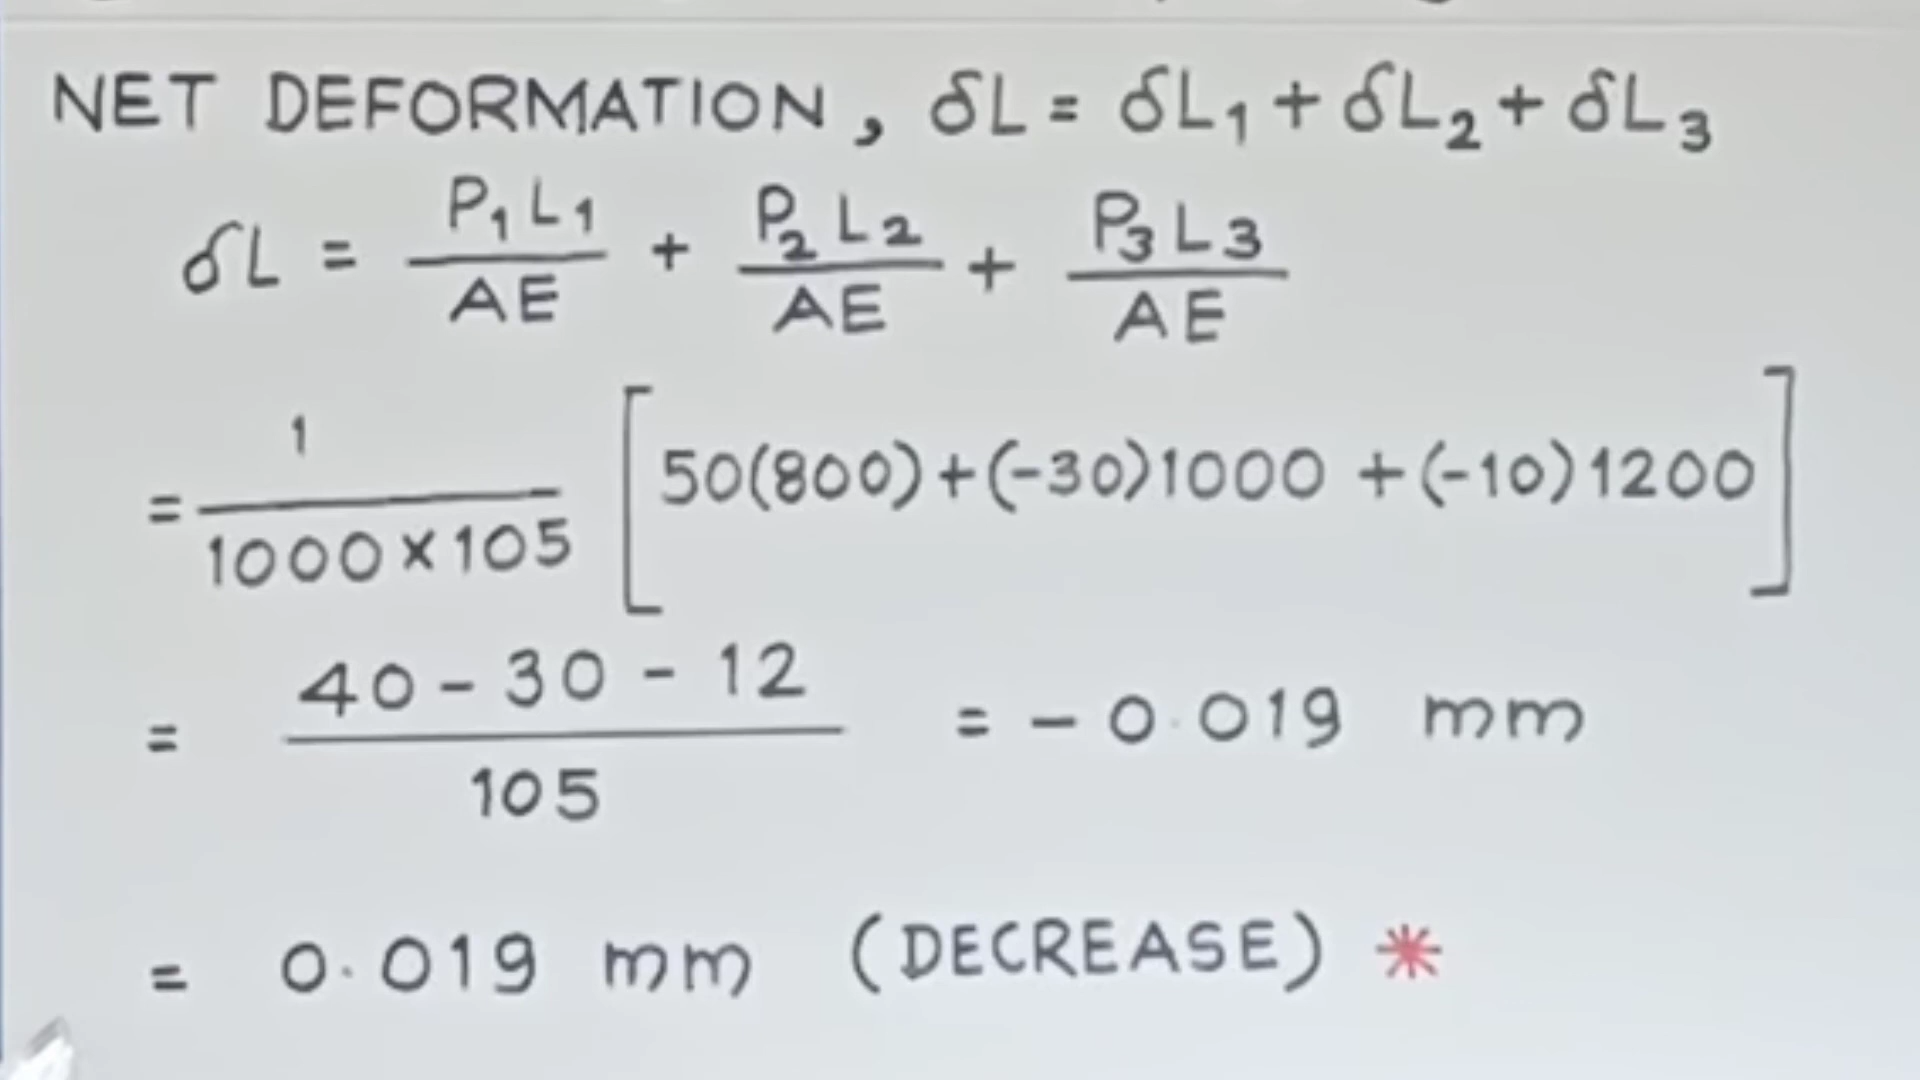 NET DEFORMATION, δL = δL₁ + δL₂ + δL₃
δL = P₁L₁/AE + P₂L₂/AE + P₃L₃/AE
= 1/1000×105 [50(800)+(-30)1000 +(-10)1200]
= 40-30-12/105 = -0.019 mm
= 0.019 mm (DECREASE) *